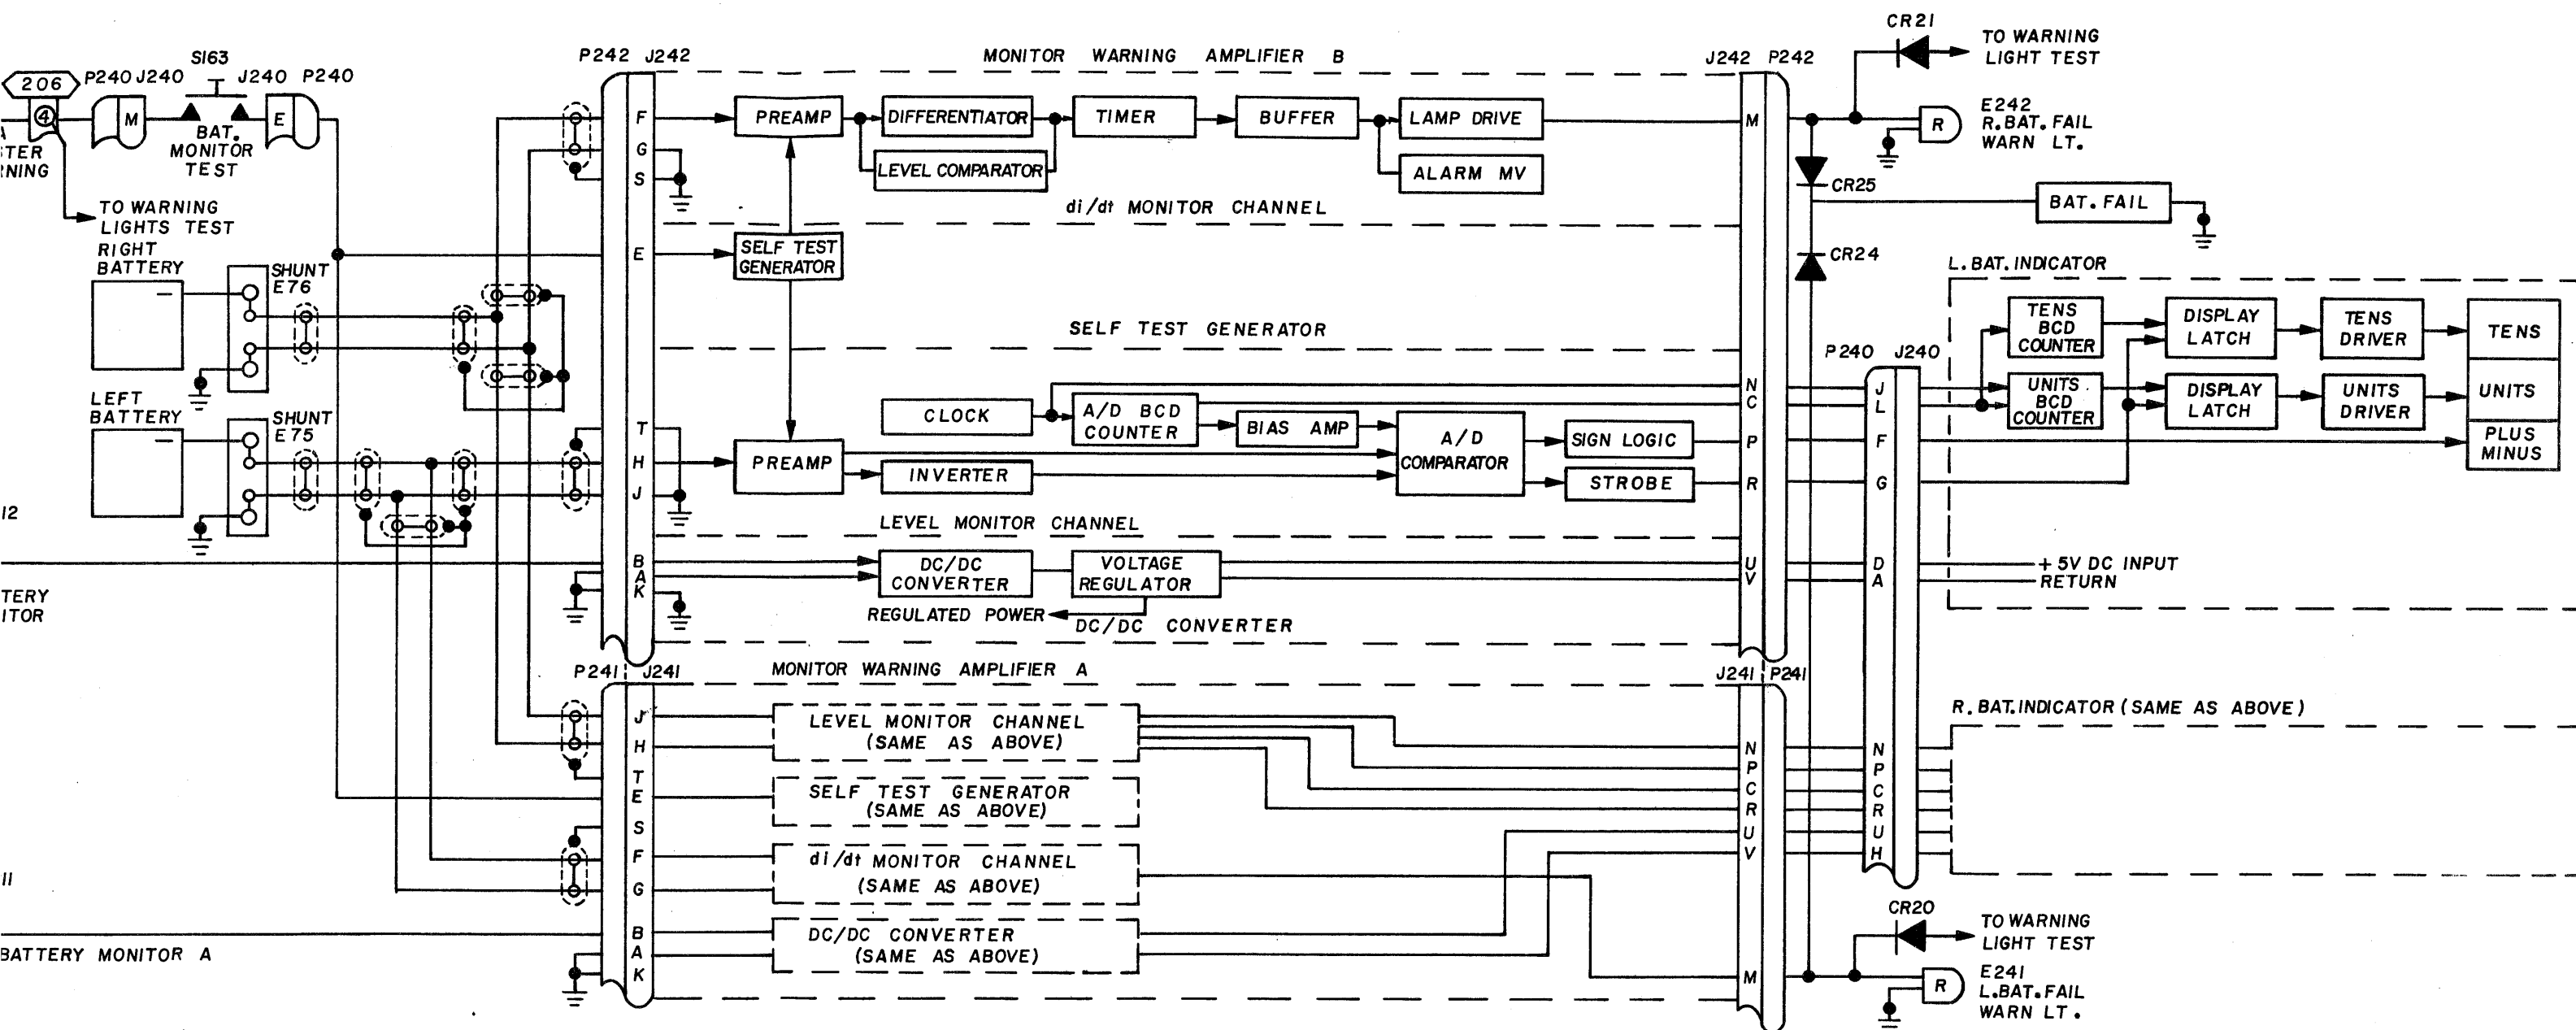 206
4
TER
NING
P240 J240
M
S163
BAT.
MONITOR
TEST
J240 P240
E
TO WARNING
LIGHTS TEST
RIGHT
BATTERY
SHUNT
E76
LEFT
BATTERY
SHUNT
E75
12
TERY
ITOR
11
BATTERY MONITOR A
P242 J242
MONITOR WARNING AMPLIFIER B
J242 P242
F
G
S
E
T
H
J
B
A
K
PREAMP
DIFFERENTIATOR
LEVEL COMPARATOR
TIMER
BUFFER
LAMP DRIVE
ALARM MV
di/dt MONITOR CHANNEL
SELF TEST
GENERATOR
SELF TEST GENERATOR
CLOCK
A/D BCD
COUNTER
BIAS AMP
A/D
COMPARATOR
SIGN LOGIC
STROBE
PREAMP
INVERTER
LEVEL MONITOR CHANNEL
DC/DC
CONVERTER
VOLTAGE
REGULATOR
REGULATED POWER
DC/DC CONVERTER
M
N
C
P
R
U
V
CR21
TO WARNING
LIGHT TEST
R
E242
R.BAT.FAIL
WARN LT.
CR25
BAT.FAIL
CR24
L.BAT.INDICATOR
P240 J240
J
L
F
G
D
A
TENS
BCD
COUNTER
DISPLAY
LATCH
TENS
DRIVER
TENS
UNITS
BCD
COUNTER
DISPLAY
LATCH
UNITS
DRIVER
UNITS
PLUS
MINUS
+5V DC INPUT
RETURN
P241 J241
MONITOR WARNING AMPLIFIER A
J241 P241
J
H
T
E
S
F
G
B
A
K
LEVEL MONITOR CHANNEL
(SAME AS ABOVE)
SELF TEST GENERATOR
(SAME AS ABOVE)
di/dt MONITOR CHANNEL
(SAME AS ABOVE)
DC/DC CONVERTER
(SAME AS ABOVE)
N
P
C
R
U
V
M
N
P
C
R
U
H
R.BAT.INDICATOR (SAME AS ABOVE)
CR20
TO WARNING
LIGHT TEST
R
E241
L.BAT.FAIL
WARN LT.